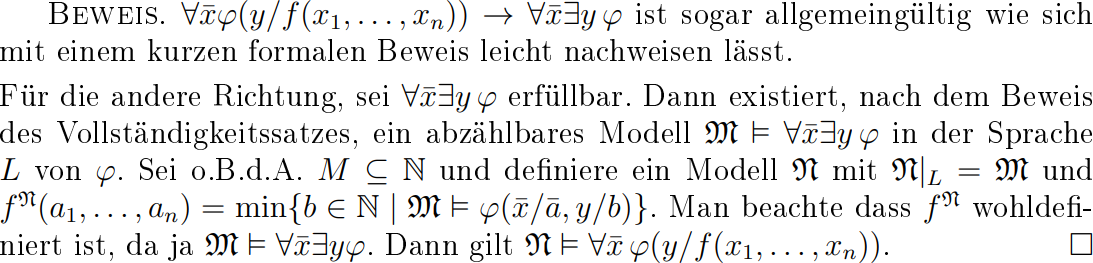 BEWEIS. ∀x̄φ(y/f(x₁, . . . , xₙ)) → ∀x̄∃y φ ist sogar allgemeingültig wie sich
mit einem kurzen formalen Beweis leicht nachweisen lässt.
Für die andere Richtung, sei ∀x̄∃y φ erfüllbar. Dann existiert, nach dem Beweis
des Vollständigkeitssatzes, ein abzählbares Modell 𝔐 ⊨ ∀x̄∃y φ in der Sprache
L von φ. Sei o.B.d.A. M ⊆ ℕ und definiere ein Modell 𝔑 mit 𝔑|_L = 𝔐 und
f^𝔑(a₁, . . . , aₙ) = min{b ∈ ℕ | 𝔐 ⊨ φ(x̄/ā, y/b)}. Man beachte dass f^𝔑 wohldefi-
niert ist, da ja 𝔐 ⊨ ∀x̄∃yφ. Dann gilt 𝔑 ⊨ ∀x̄ φ(y/f(x₁, . . . , xₙ)). □